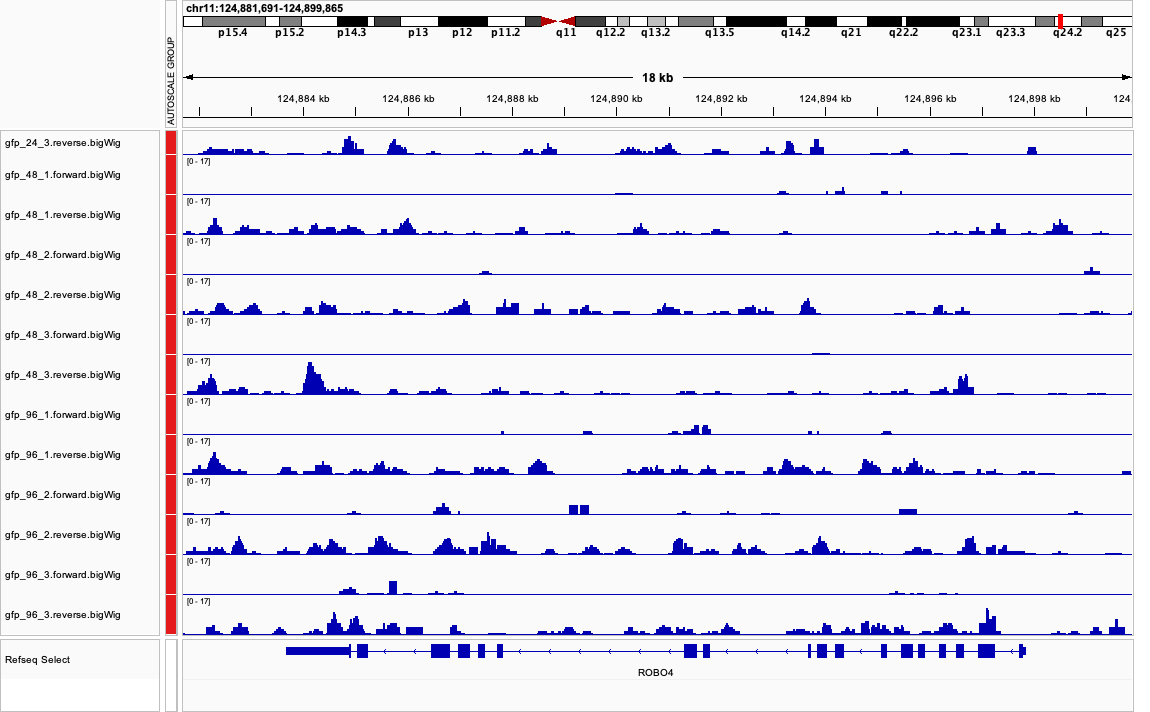 chr11:124,881,691-124,899,865
p15.4 p15.2 p14.3 p13 p12 p11.2 q11 q12.2 q13.2 q13.5 q14.2 q21 q22.2 q23.1 q23.3 q24.2 q25
AUTOSCALE GROUP
18 kb
124,884 kb 124,886 kb 124,888 kb 124,890 kb 124,892 kb 124,894 kb 124,896 kb 124,898 kb 124
gfp_24_3.reverse.bigWig
[0 - 17]
gfp_48_1.forward.bigWig
[0 - 17]
gfp_48_1.reverse.bigWig
[0 - 17]
gfp_48_2.forward.bigWig
[0 - 17]
gfp_48_2.reverse.bigWig
[0 - 17]
gfp_48_3.forward.bigWig
[0 - 17]
gfp_48_3.reverse.bigWig
[0 - 17]
gfp_96_1.forward.bigWig
[0 - 17]
gfp_96_1.reverse.bigWig
[0 - 17]
gfp_96_2.forward.bigWig
[0 - 17]
gfp_96_2.reverse.bigWig
[0 - 17]
gfp_96_3.forward.bigWig
[0 - 17]
gfp_96_3.reverse.bigWig
Refseq Select
ROBO4